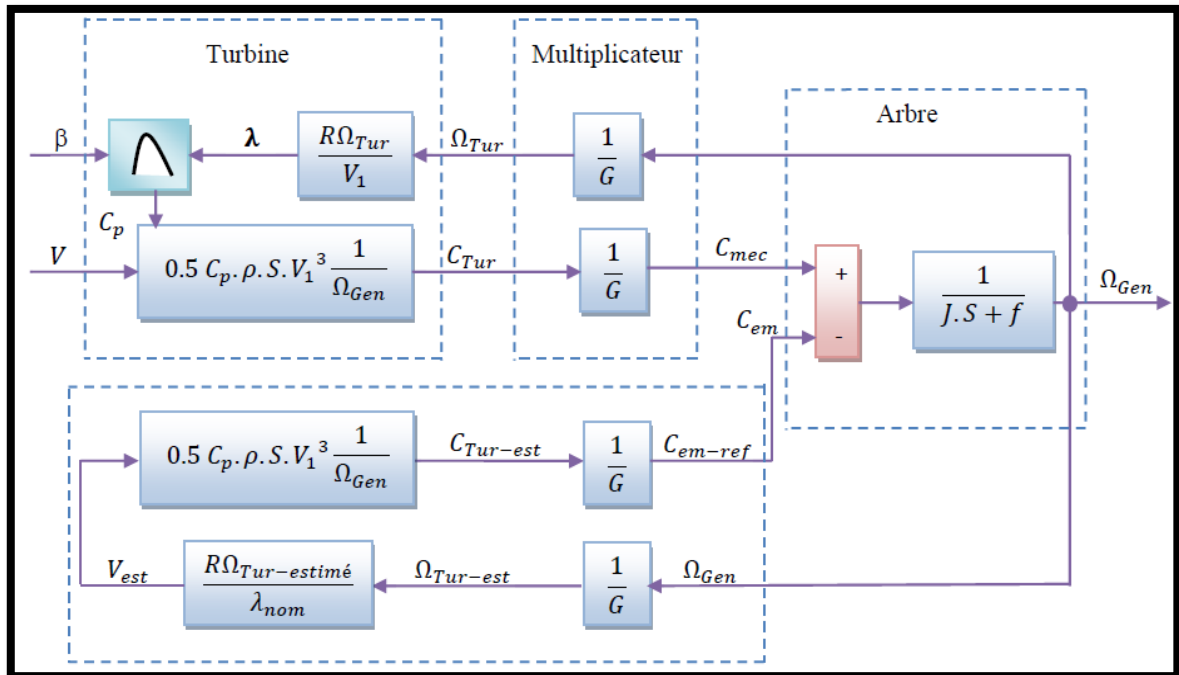 Turbine
Multiplicateur
Arbre
β
λ
RΩ_Tur / V_1
Ω_Tur
1/G
C_p
V
0.5 C_p.ρ.S.V_1^3 1/Ω_Gen
C_Tur
1/G
C_mec
+
-
1/(J.S + f)
Ω_Gen
C_em
0.5 C_p.ρ.S.V_1^3 1/Ω_Gen
C_Tur-est
1/G
C_em-ref
V_est
RΩ_Tur-estimé / λ_nom
Ω_Tur-est
1/G
Ω_Gen